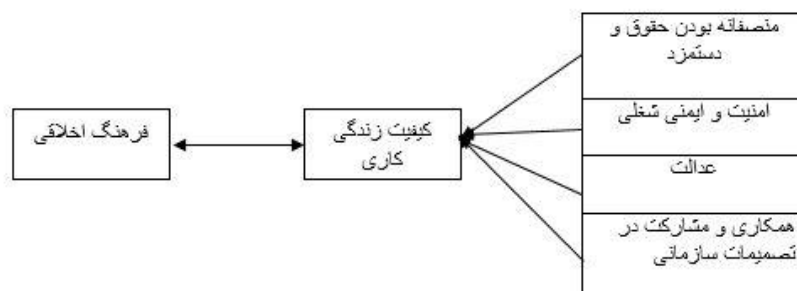 منصفانه بودن حقوق و
دستمزد
امنیت و ایمنی شغلی
عدالت
همکاری و مشارکت در
تصمیمات سازمانی
کیفیت زندگی
کاری
فرهنگ اخلاقی